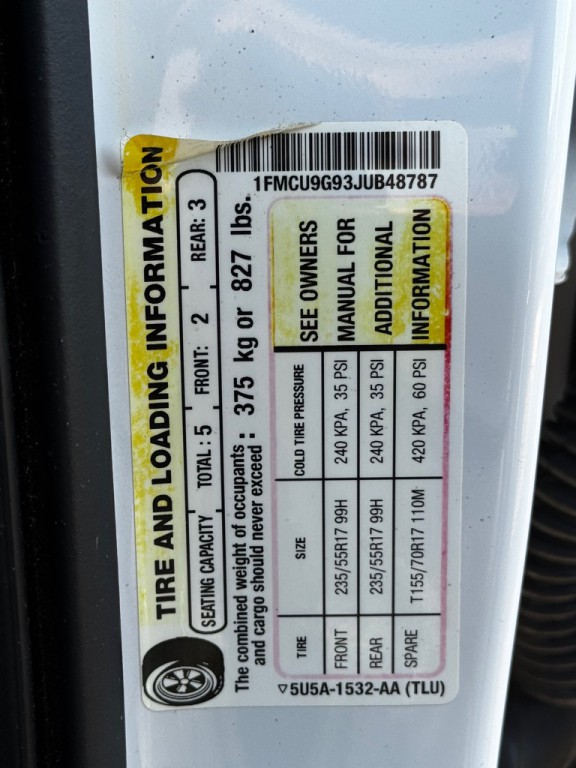 1FMCU9G93JUB48787
TIRE AND LOADING INFORMATION
SEATING CAPACITY TOTAL : 5 FRONT: 2 REAR: 3
The combined weight of occupants
and cargo should never exceed : 375 kg or 827 lbs.
TIRE SIZE COLD TIRE PRESSURE
FRONT 235/55R17 99H 240 KPA, 35 PSI
REAR 235/55R17 99H 240 KPA, 35 PSI
SPARE T155/70R17 110M 420 KPA, 60 PSI
SEE OWNERS
MANUAL FOR
ADDITIONAL
INFORMATION
5U5A-1532-AA (TLU)